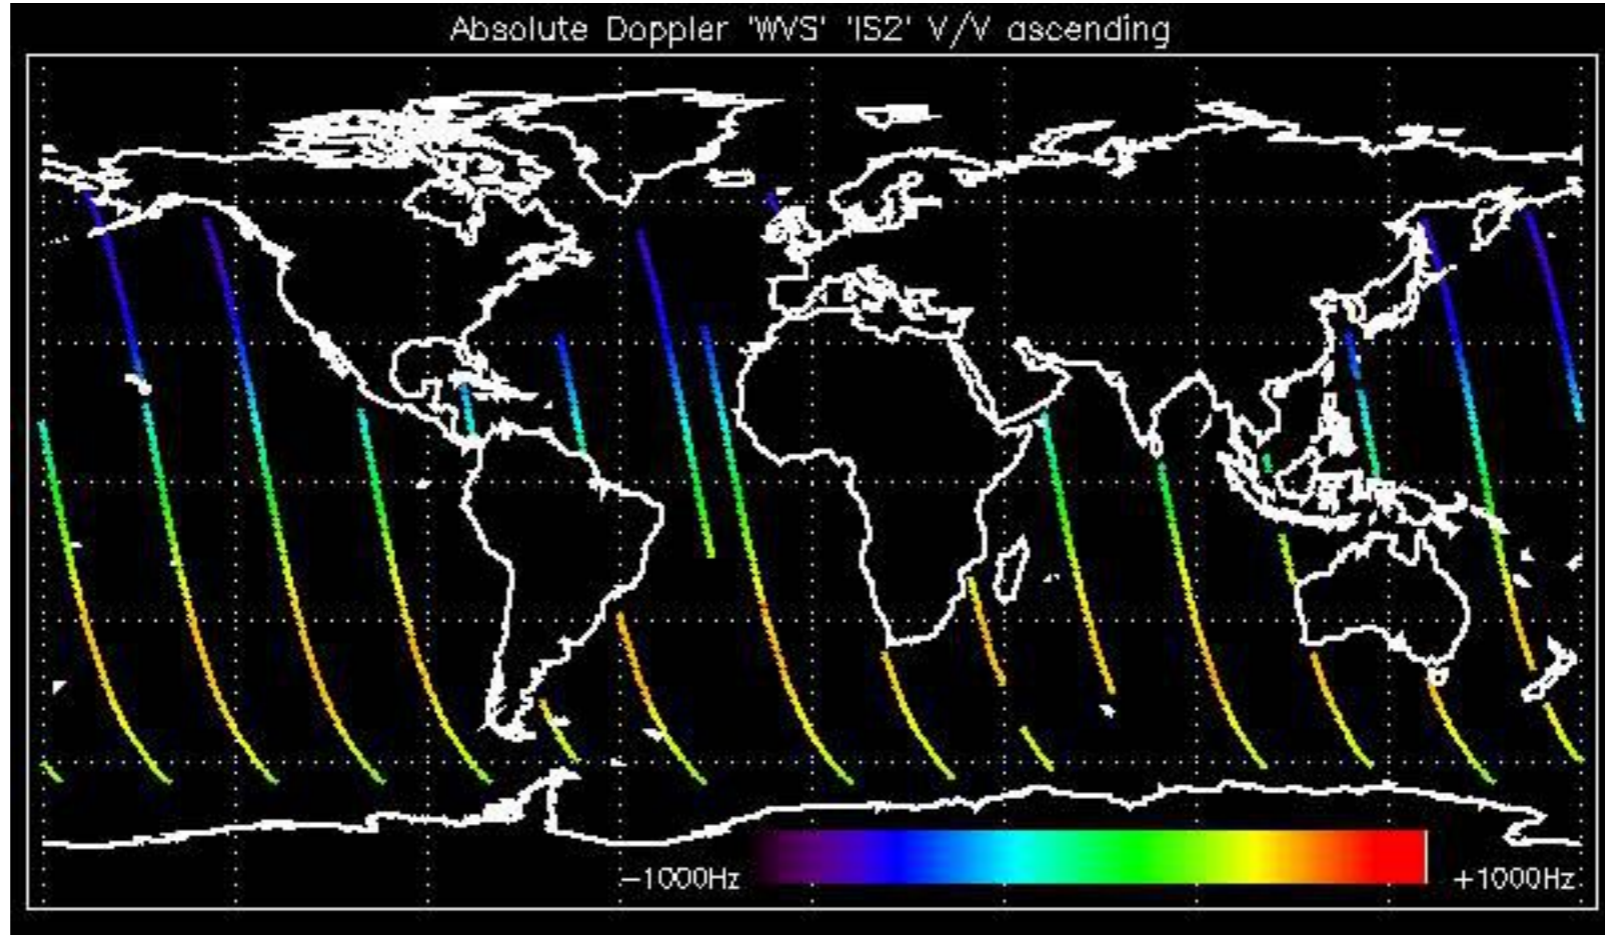 Absolute Doppler 'WVS' 'IS2' V/V ascending
-1000Hz
+1000Hz